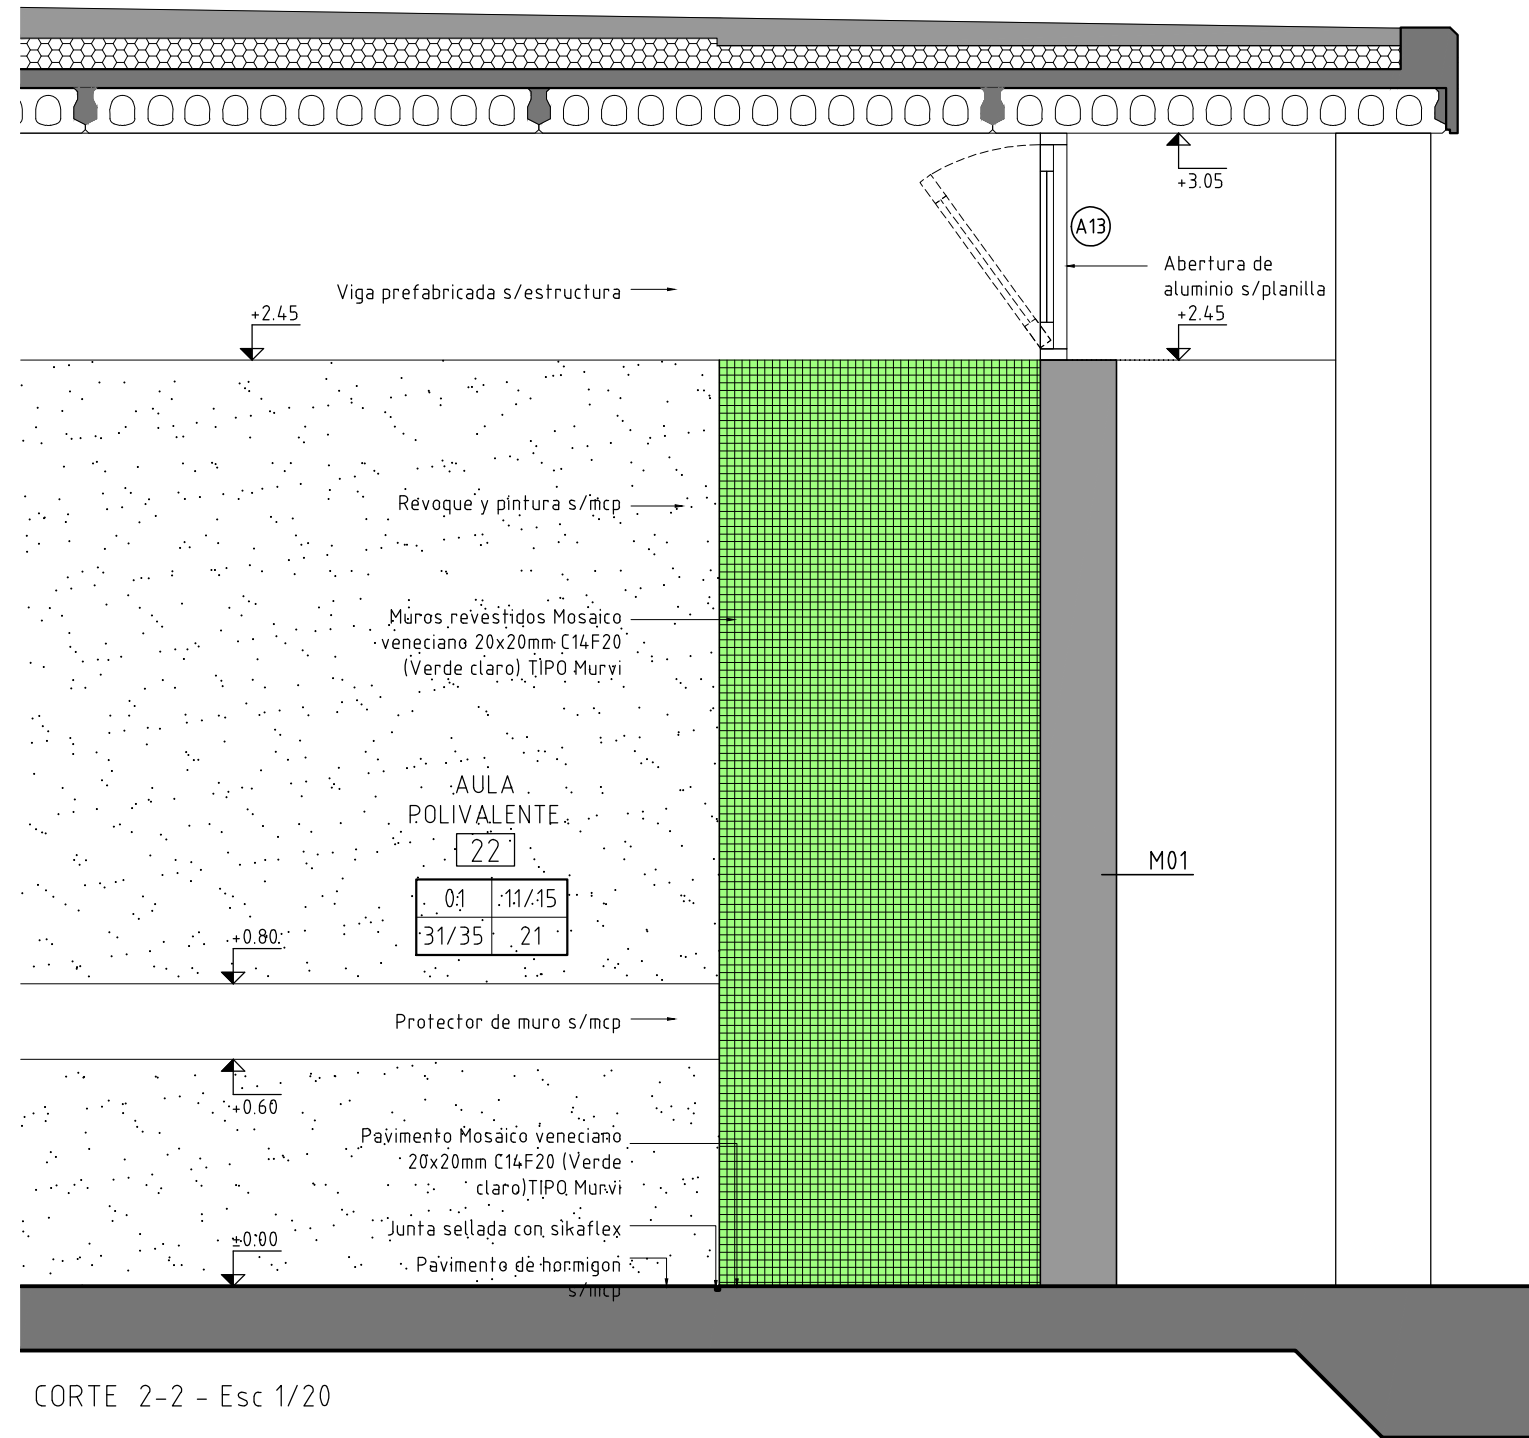 +3.05
A13
Abertura de
aluminio s/planilla
Viga prefabricada s/estructura
+2.45
+2.45
Revoque y pintura s/mcp
Muros revestidos Mosaico
veneciano 20x20mm C14F20
(Verde claro) TIPO Murvi
AULA
POLIVALENTE
22
01 11/15
31/35 21
M01
+0.80
Protector de muro s/mcp
+0.60
Pavimento Mosaico veneciano
20x20mm C14F20 (Verde
claro)TIPO Murvi
Junta sellada con sikaflex
±0.00
Pavimento de hormigon
s/mcp
CORTE 2-2 - Esc 1/20